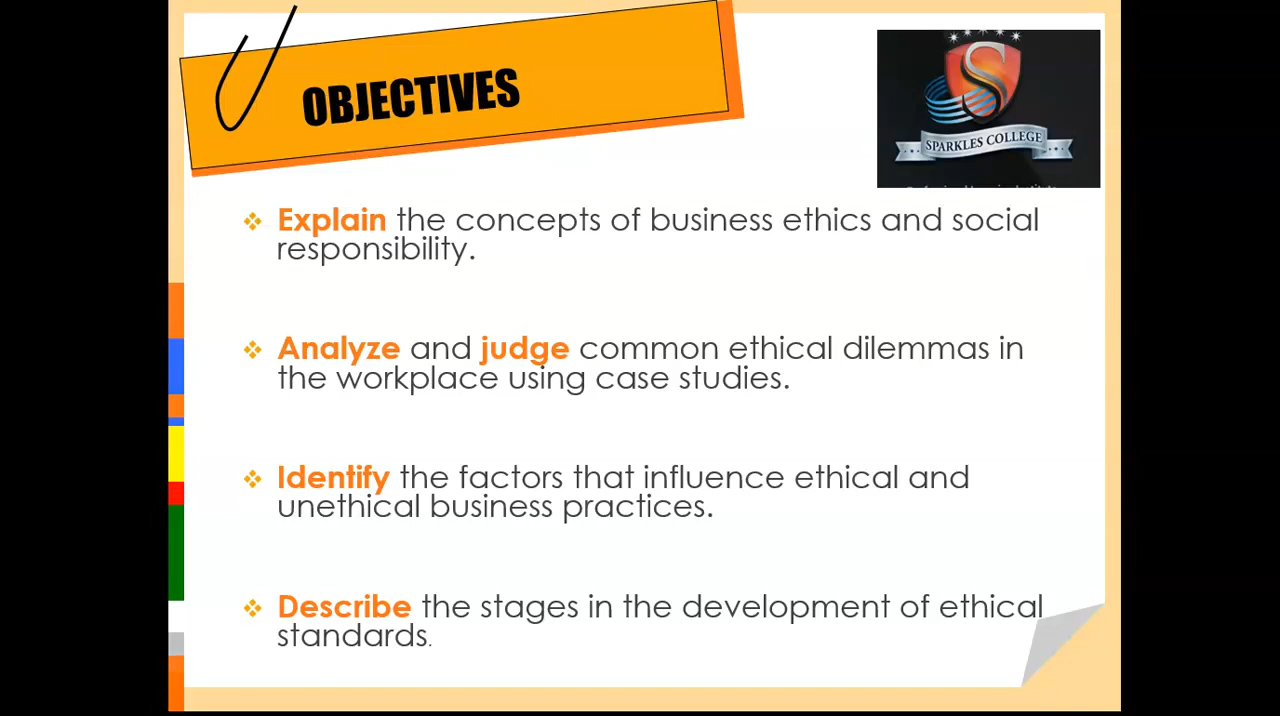 OBJECTIVES
SPARKLES COLLEGE
Explain the concepts of business ethics and social
responsibility.
Analyze and judge common ethical dilemmas in
the workplace using case studies.
Identify the factors that influence ethical and
unethical business practices.
Describe the stages in the development of ethical
standards.